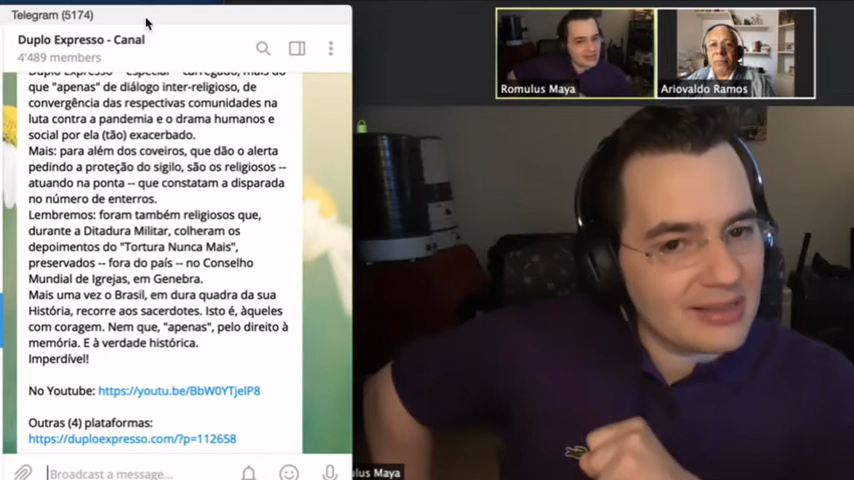 Telegram (5174)
Duplo Expresso - Canal
4'489 members
Duplo Expresso -- especial -- carregado, mais do
que "apenas" de diálogo inter-religioso, de
convergência das respectivas comunidades na
luta contra a pandemia e o drama humanos e
social por ela (tão) exacerbado.
Mais: para além dos coveiros, que dão o alerta
pedindo a proteção do sigilo, são os religiosos --
atuando na ponta -- que constatam a disparada
no número de enterros.
Lembremos: foram também religiosos que,
durante a Ditadura Militar, colheram os
depoimentos do "Tortura Nunca Mais",
preservados -- fora do país -- no Conselho
Mundial de Igrejas, em Genebra.
Mais uma vez o Brasil, em dura quadra da sua
História, recorre aos sacerdotes. Isto é, àqueles
com coragem. Nem que, "apenas", pelo direito à
memória. E à verdade histórica.
Imperdível!
No Youtube: https://youtu.be/BbW0YTjelP8
Outras (4) plataformas:
https://duploexpresso.com/?p=112658
Broadcast a message...
Romulus Maya
Ariovaldo Ramos
ulus Maya